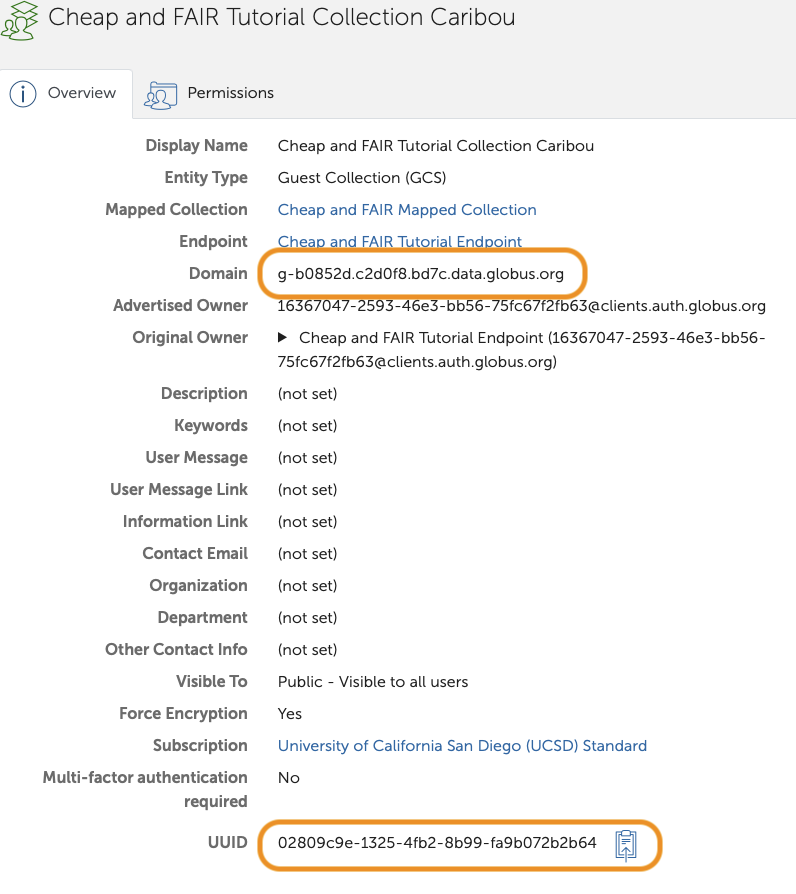 Cheap and FAIR Tutorial Collection Caribou
Overview
Permissions
Display Name Cheap and FAIR Tutorial Collection Caribou
Entity Type Guest Collection (GCS)
Mapped Collection Cheap and FAIR Mapped Collection
Endpoint Cheap and FAIR Tutorial Endpoint
Domain g-b0852d.c2d0f8.bd7c.data.globus.org
Advertised Owner 16367047-2593-46e3-bb56-75fc67f2fb63@clients.auth.globus.org
Original Owner ▶ Cheap and FAIR Tutorial Endpoint (16367047-2593-46e3-bb56-
75fc67f2fb63@clients.auth.globus.org)
Description (not set)
Keywords (not set)
User Message (not set)
User Message Link (not set)
Information Link (not set)
Contact Email (not set)
Organization (not set)
Department (not set)
Other Contact Info (not set)
Visible To Public - Visible to all users
Force Encryption Yes
Subscription University of California San Diego (UCSD) Standard
Multi-factor authentication No
required
UUID 02809c9e-1325-4fb2-8b99-fa9b072b2b64